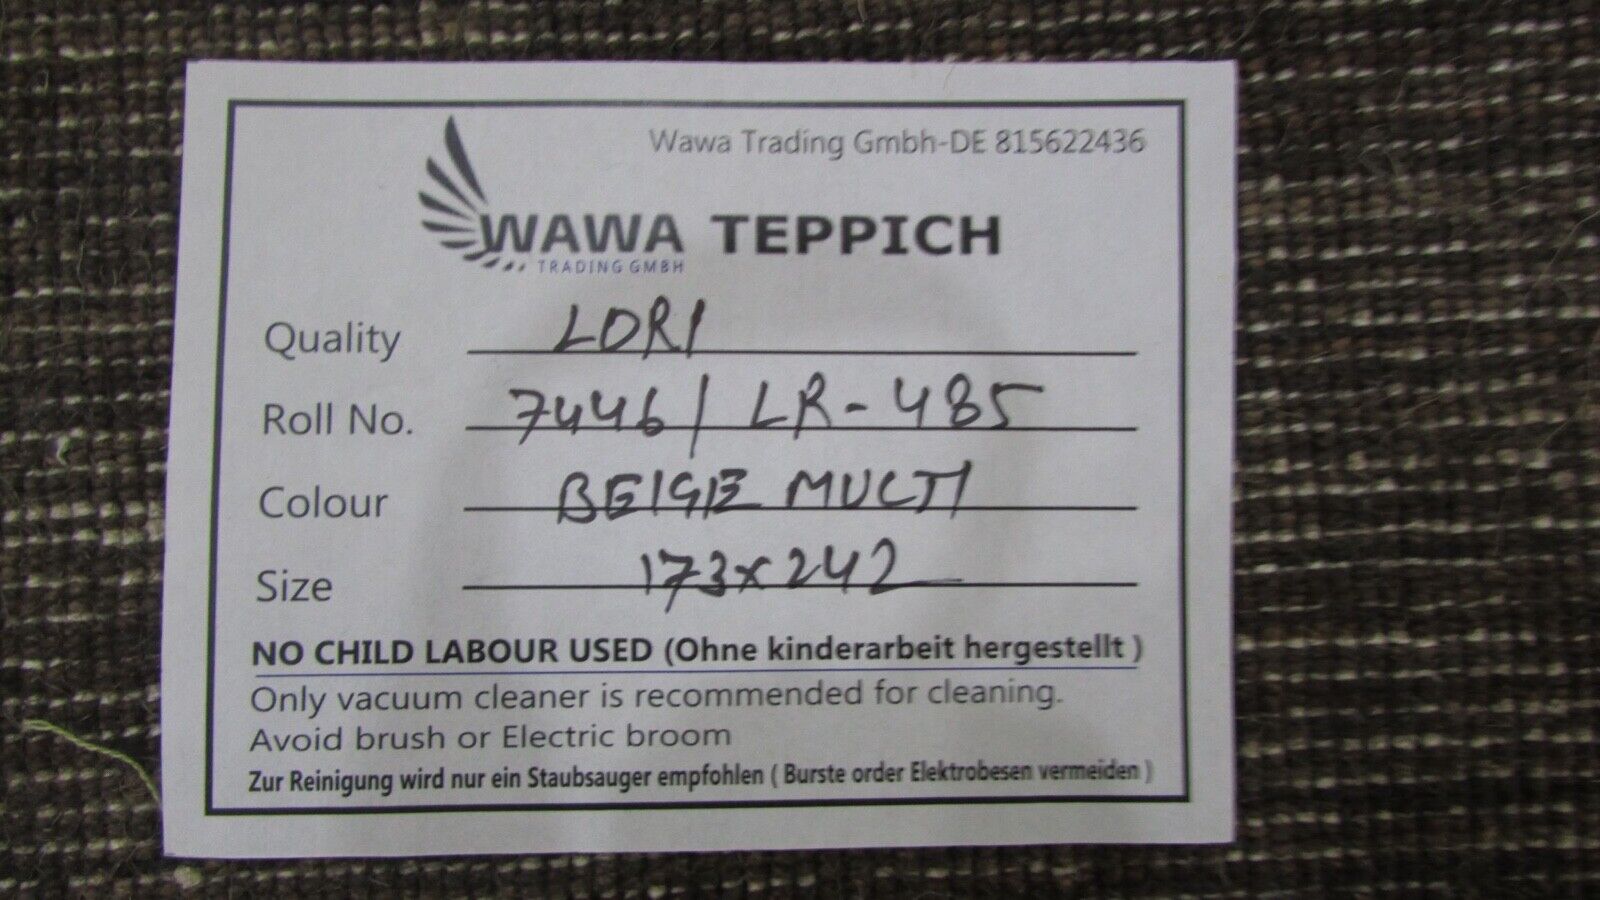 Wawa Trading Gmbh-DE 815622436
WAWA TEPPICH
TRADING GMBH
Quality LORI
Roll No. 7446/ LR-485
Colour BEIGE MULTI
Size 173x242
NO CHILD LABOUR USED (Ohne kinderarbeit hergestellt )
Only vacuum cleaner is recommended for cleaning.
Avoid brush or Electric broom
Zur Reinigung wird nur ein Staubsauger empfohlen ( Burste order Elektrobesen vermeiden )